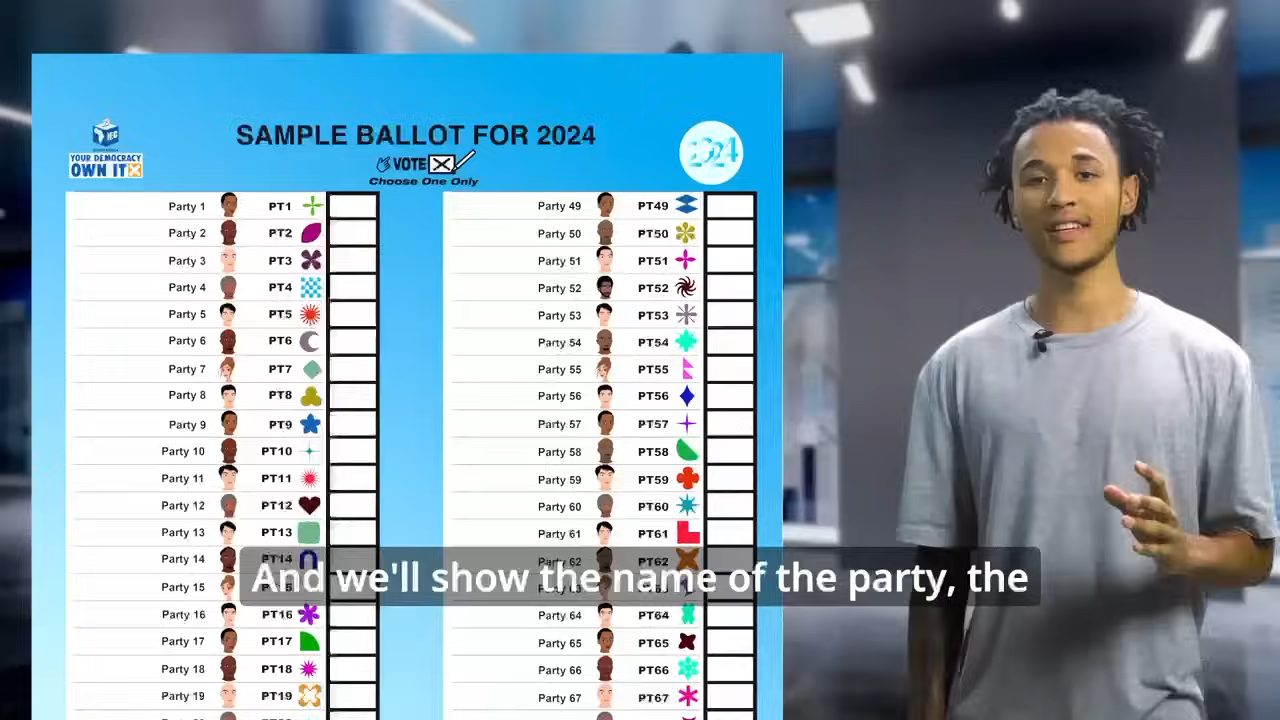 IEC
YOUR DEMOCRACY
OWN IT
SAMPLE BALLOT FOR 2024
VOTE
Choose One Only
2024
Party 1 PT1
Party 2 PT2
Party 3 PT3
Party 4 PT4
Party 5 PT5
Party 6 PT6
Party 7 PT7
Party 8 PT8
Party 9 PT9
Party 10 PT10
Party 11 PT11
Party 12 PT12
Party 13 PT13
Party 14 PT14
Party 15
Party 16 PT16
Party 17 PT17
Party 18 PT18
Party 19 PT19
Party 49 PT49
Party 50 PT50
Party 51 PT51
Party 52 PT52
Party 53 PT53
Party 54 PT54
Party 55 PT55
Party 56 PT56
Party 57 PT57
Party 58 PT58
Party 59 PT59
Party 60 PT60
Party 61 PT61
Party 62 PT62
Party 64 PT64
Party 65 PT65
Party 66 PT66
Party 67 PT67
And we'll show the name of the party, the